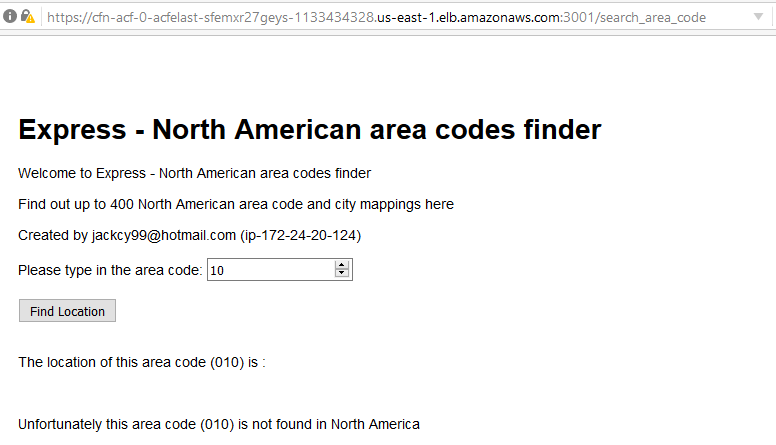 https://cfn-acf-0-acfelast-sfemxr27geys-1133434328.us-east-1.elb.amazonaws.com:3001/search_area_code
Express - North American area codes finder
Welcome to Express - North American area codes finder
Find out up to 400 North American area code and city mappings here
Created by jackcy99@hotmail.com (ip-172-24-20-124)
Please type in the area code: 10
Find Location
The location of this area code (010) is :
Unfortunately this area code (010) is not found in North America